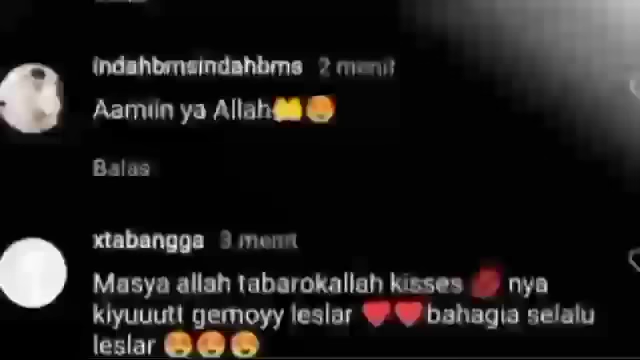 indahbmsindahbms 2 menit
Aamiin ya Allah🤲😍
Balas
xtabangga 3 menit
Masya allah tabarokallah kisses 💋 nya
kiyuuutt gemoyy leslar ❤️❤️bahagia selalu
leslar 😍😍😍